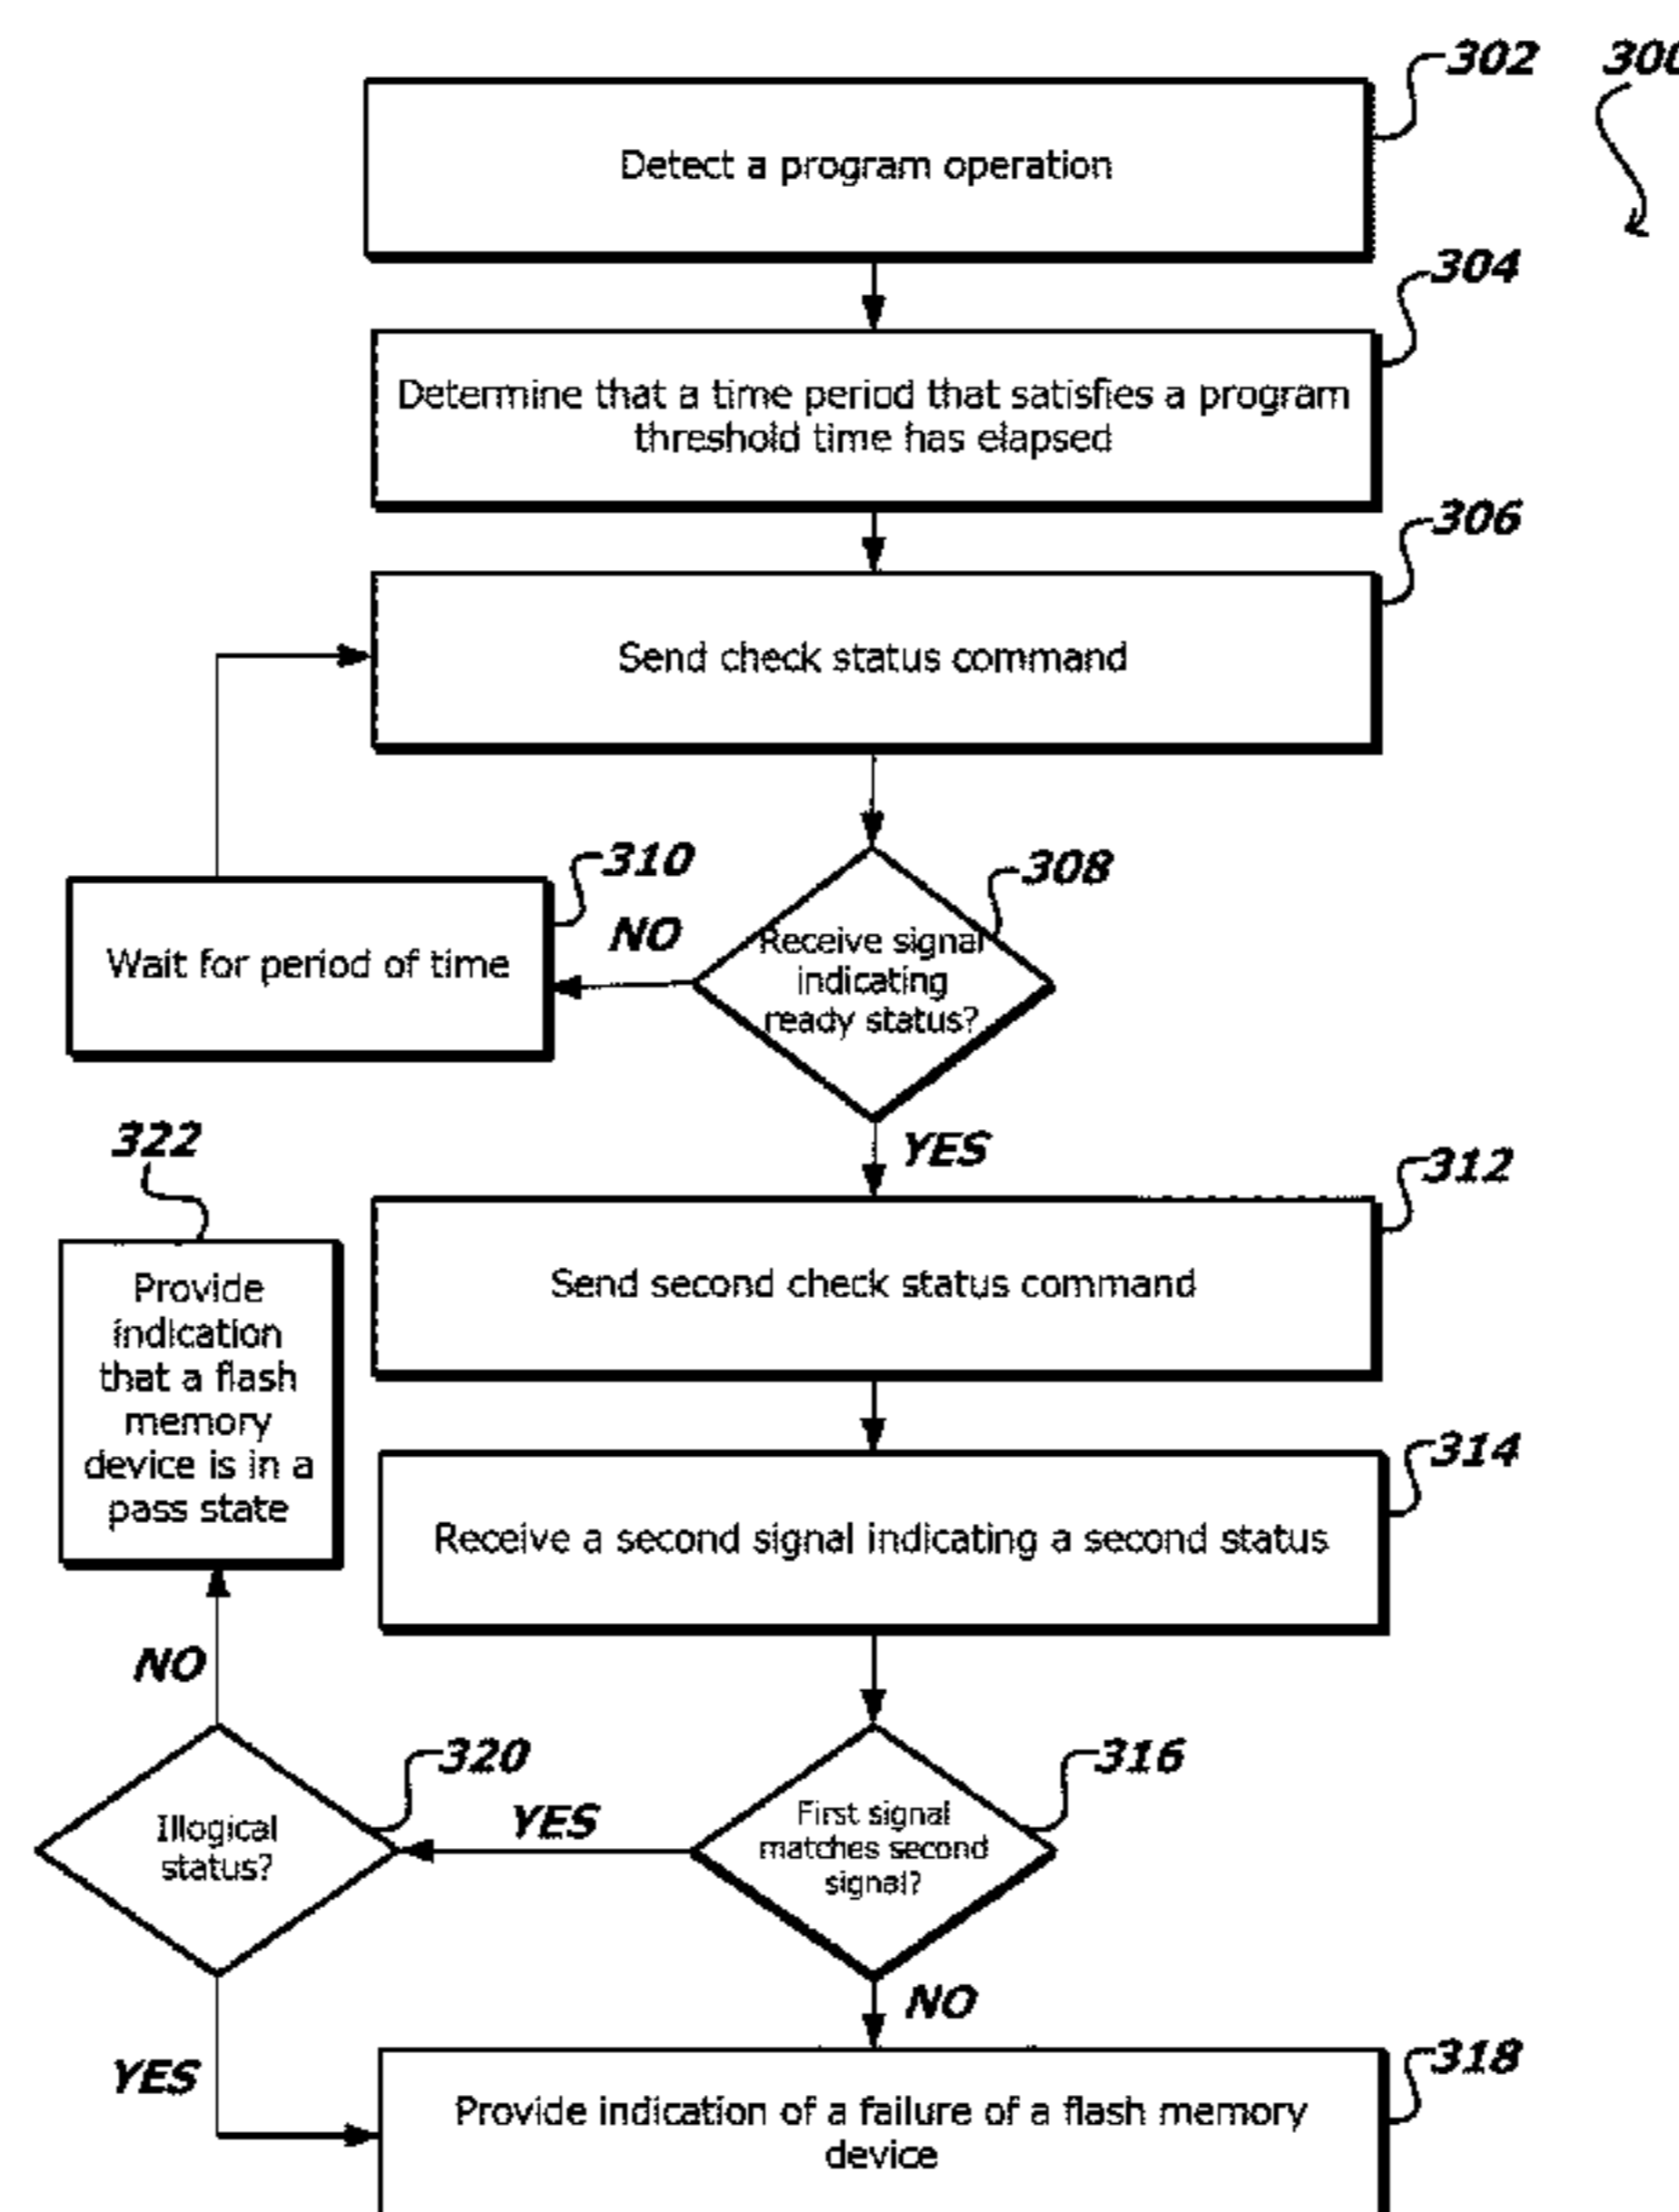 302
300
Detect a program operation
304
Determine that a time period that satisfies a program
threshold time has elapsed
306
Send check status command
310
308
NO
Wait for period of time
Receive signal
indicating
ready status?
YES
322
312
Provide
indication
that a flash
memory
device is in a
pass state
Send second check status command
314
Receive a second signal indicating a second status
NO
320
316
Illogical
status?
YES
First signal
matches second
signal?
NO
YES
318
Provide indication of a failure of a flash memory
device